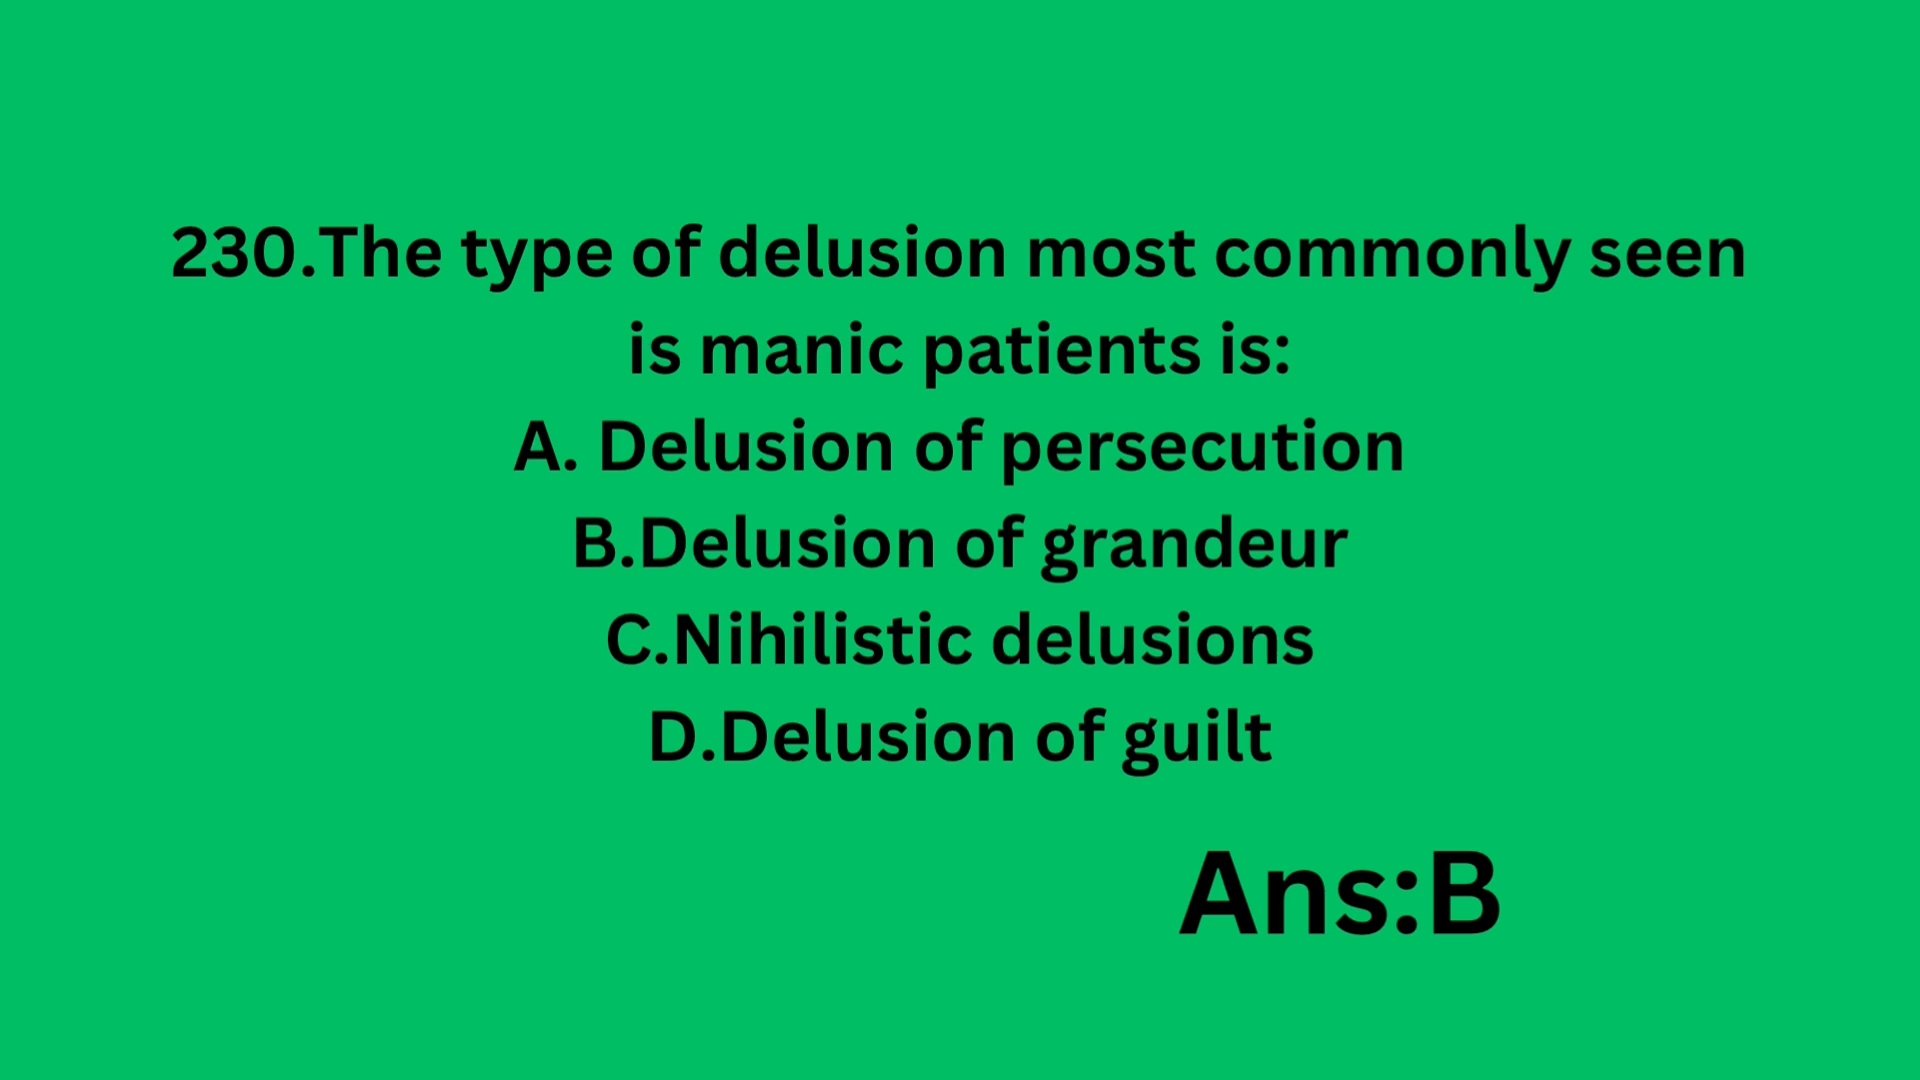 230.The type of delusion most commonly seen
is manic patients is:
A. Delusion of persecution
B.Delusion of grandeur
C.Nihilistic delusions
D.Delusion of guilt
Ans:B